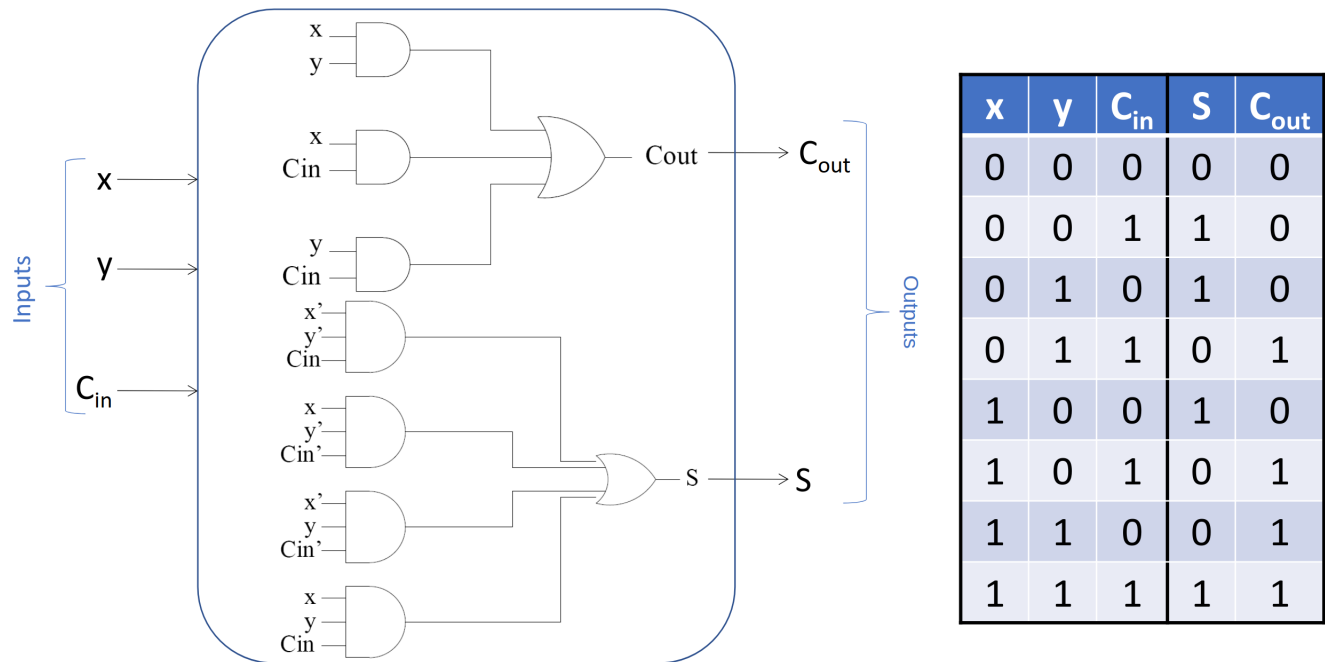 Inputs
x
y
Cin
x
y
x
Cin
y
Cin
Cout
x’
y’
Cin
x
y’
Cin’
x’
y
Cin’
x
y
Cin
S
Cout
S
Outputs
x y Cin S Cout
0 0 0 0 0
0 0 1 1 0
0 1 0 1 0
0 1 1 0 1
1 0 0 1 0
1 0 1 0 1
1 1 0 0 1
1 1 1 1 1